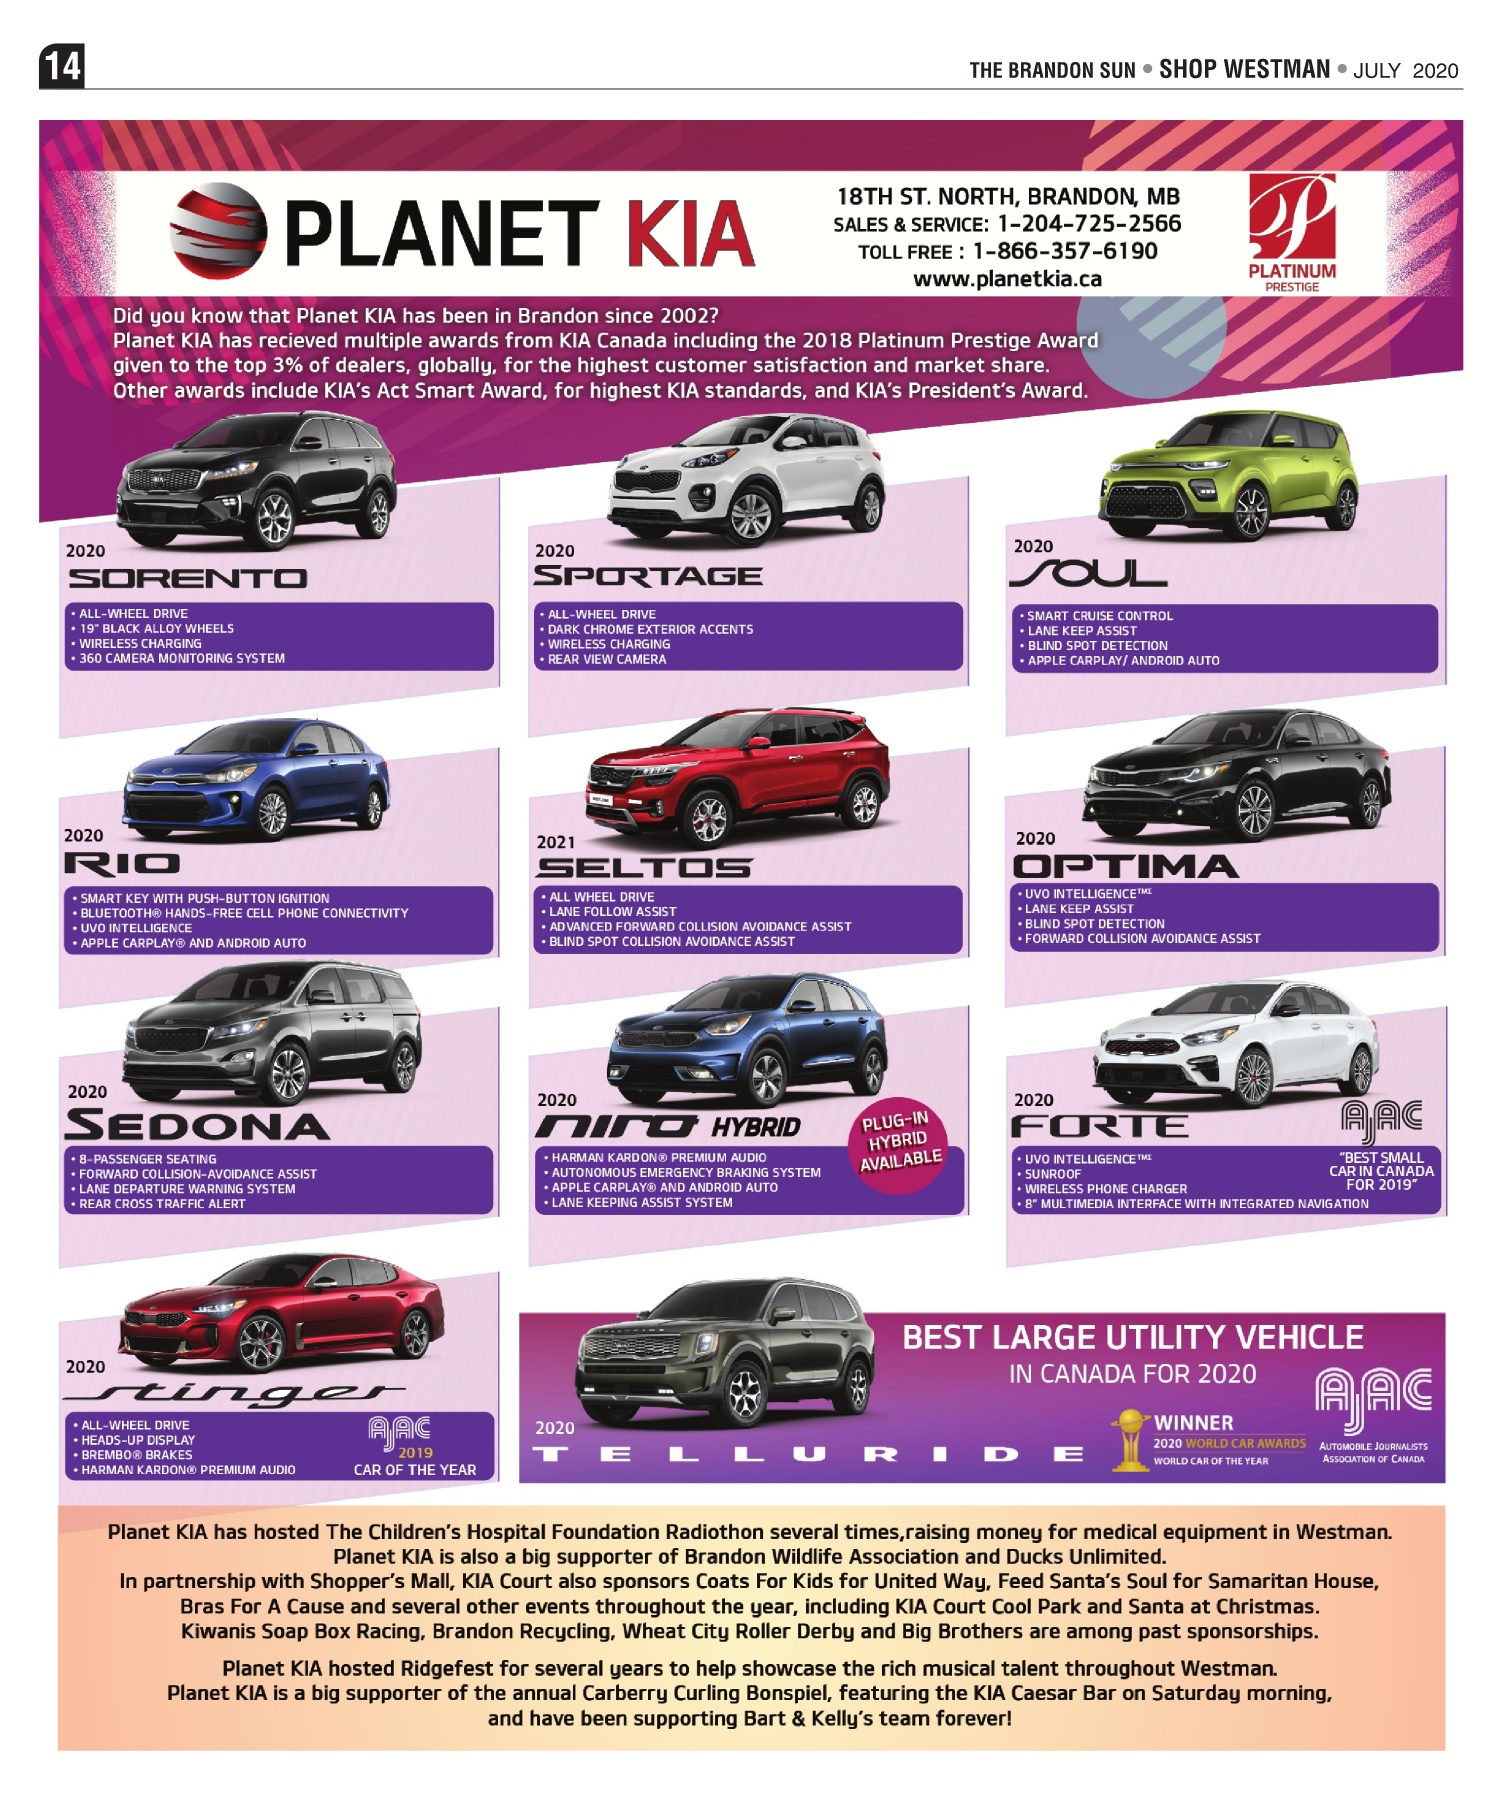 14
THE BRANDON SUN • SHOP WESTMAN • JULY 2020
PLANET KIA
18TH ST. NORTH, BRANDON, MB
SALES & SERVICE: 1-204-725-2566
TOLL FREE : 1-866-357-6190
www.planetkia.ca
PLATINUM
PRESTIGE
Did you know that Planet KIA has been in Brandon since 2002?
Planet KIA has recieved multiple awards from KIA Canada including the 2018 Platinum Prestige Award
given to the top 3% of dealers, globally, for the highest customer satisfaction and market share.
Other awards include KIA's Act Smart Award, for highest KIA standards, and KIA's President's Award.
2020
SORENTO
• ALL-WHEEL DRIVE
• 19" BLACK ALLOY WHEELS
• WIRELESS CHARGING
• 360 CAMERA MONITORING SYSTEM
2020
SPORTAGE
• ALL-WHEEL DRIVE
• DARK CHROME EXTERIOR ACCENTS
• WIRELESS CHARGING
• REAR VIEW CAMERA
2020
SOUL
• SMART CRUISE CONTROL
• LANE KEEP ASSIST
• BLIND SPOT DETECTION
• APPLE CARPLAY/ ANDROID AUTO
2020
RIO
• SMART KEY WITH PUSH-BUTTON IGNITION
• BLUETOOTH® HANDS-FREE CELL PHONE CONNECTIVITY
• UVO INTELLIGENCE
• APPLE CARPLAY® AND ANDROID AUTO
2021
SELTOS
• ALL WHEEL DRIVE
• LANE FOLLOW ASSIST
• ADVANCED FORWARD COLLISION AVOIDANCE ASSIST
• BLIND SPOT COLLISION AVOIDANCE ASSIST
2020
OPTIMA
• UVO INTELLIGENCE™‡
• LANE KEEP ASSIST
• BLIND SPOT DETECTION
• FORWARD COLLISION AVOIDANCE ASSIST
2020
SEDONA
• 8-PASSENGER SEATING
• FORWARD COLLISION-AVOIDANCE ASSIST
• LANE DEPARTURE WARNING SYSTEM
• REAR CROSS TRAFFIC ALERT
2020
NIRO HYBRID
PLUG-IN
HYBRID
AVAILABLE
• HARMAN KARDON® PREMIUM AUDIO
• AUTONOMOUS EMERGENCY BRAKING SYSTEM
• APPLE CARPLAY® AND ANDROID AUTO
• LANE KEEPING ASSIST SYSTEM
2020
FORTE
AJAC
"BEST SMALL
CAR IN CANADA
FOR 2019"
• UVO INTELLIGENCE™‡
• SUNROOF
• WIRELESS PHONE CHARGER
• 8" MULTIMEDIA INTERFACE WITH INTEGRATED NAVIGATION
2020
stinger
• ALL-WHEEL DRIVE
• HEADS-UP DISPLAY
• BREMBO® BRAKES
• HARMAN KARDON® PREMIUM AUDIO
AJAC
2019
CAR OF THE YEAR
BEST LARGE UTILITY VEHICLE
IN CANADA FOR 2020
2020
TELLURIDE
WINNER
2020 WORLD CAR AWARDS
WORLD CAR OF THE YEAR
AJAC
AUTOMOBILE JOURNALISTS
ASSOCIATION OF CANADA
Planet KIA has hosted The Children's Hospital Foundation Radiothon several times,raising money for medical equipment in Westman.
Planet KIA is also a big supporter of Brandon Wildlife Association and Ducks Unlimited.
In partnership with Shopper's Mall, KIA Court also sponsors Coats For Kids for United Way, Feed Santa's Soul for Samaritan House,
Bras For A Cause and several other events throughout the year, including KIA Court Cool Park and Santa at Christmas.
Kiwanis Soap Box Racing, Brandon Recycling, Wheat City Roller Derby and Big Brothers are among past sponsorships.
Planet KIA hosted Ridgefest for several years to help showcase the rich musical talent throughout Westman.
Planet KIA is a big supporter of the annual Carberry Curling Bonspiel, featuring the KIA Caesar Bar on Saturday morning,
and have been supporting Bart & Kelly's team forever!